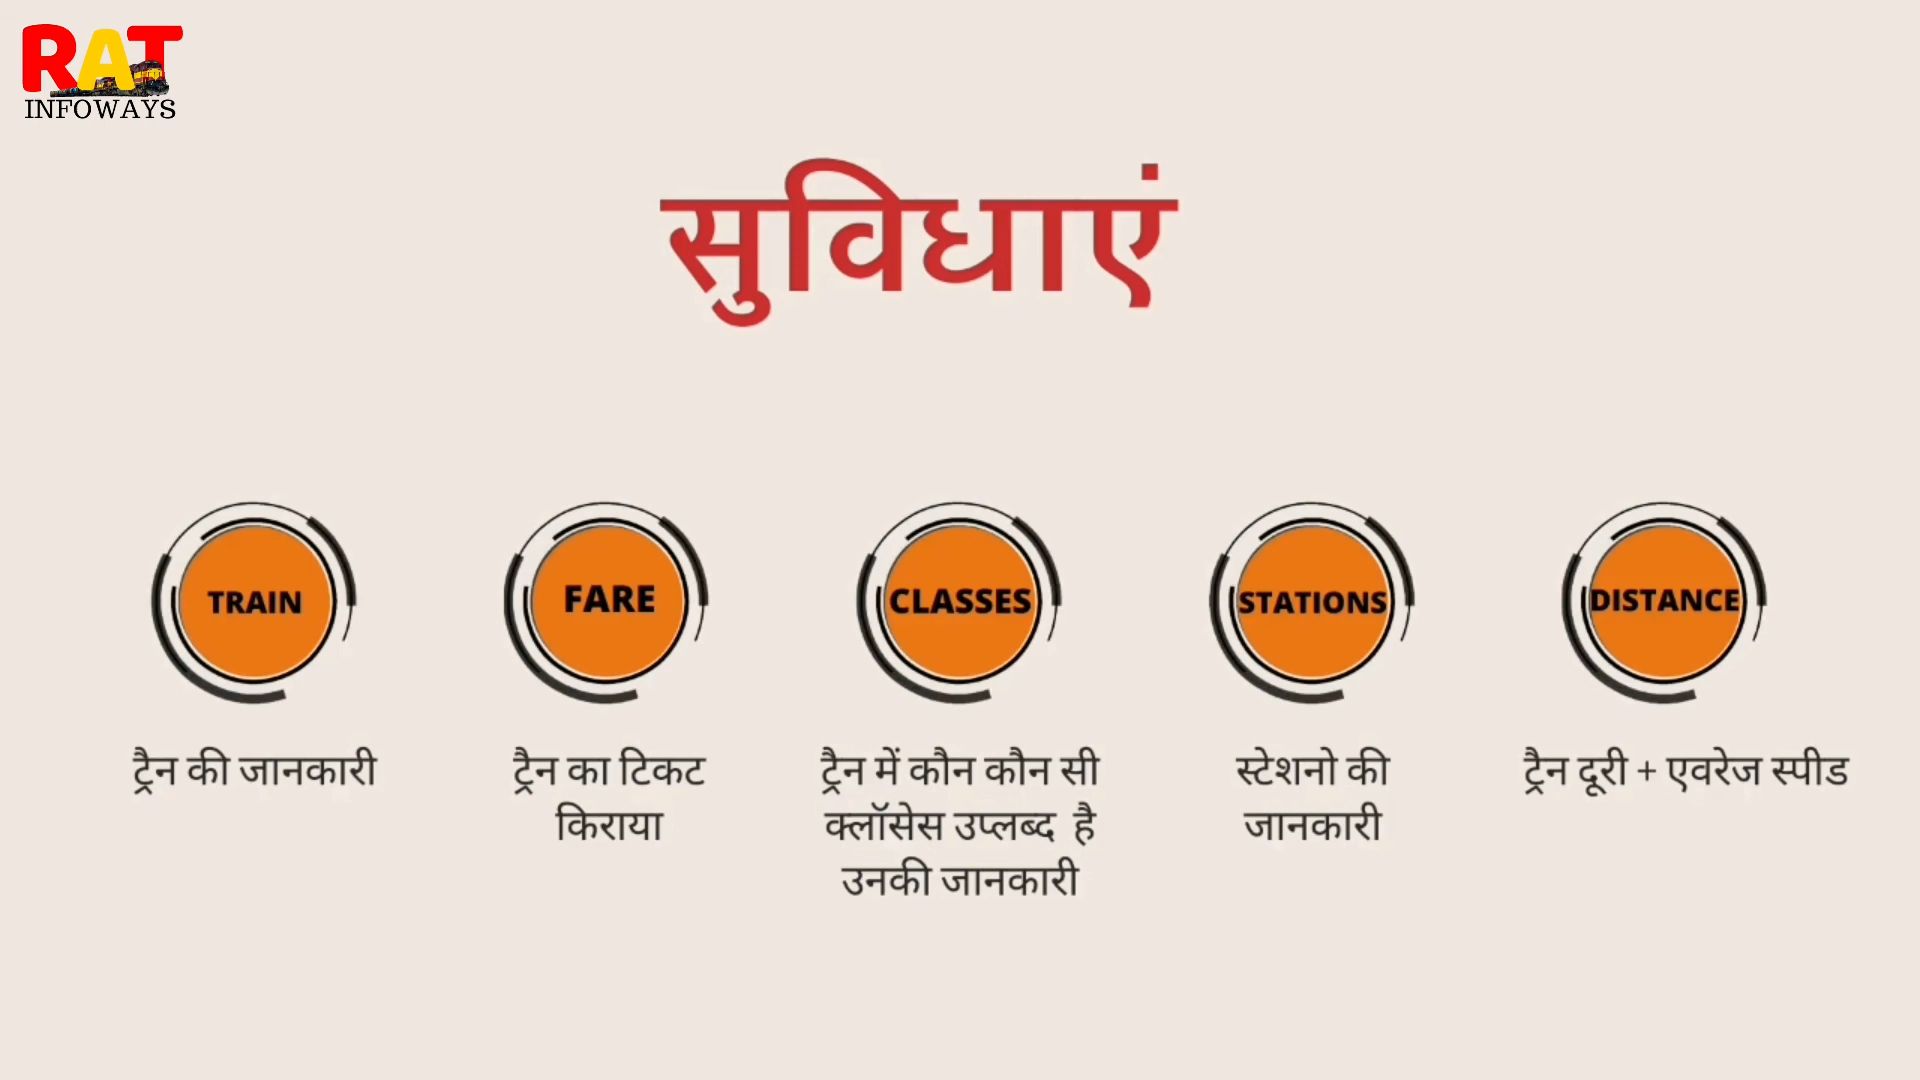 RAT
INFOWAYS
सुविधाएं
TRAIN
FARE
CLASSES
STATIONS
DISTANCE
ट्रैन की जानकारी
ट्रैन का टिकट
किराया
ट्रैन में कौन कौन सी
क्लॉसेस उप्लब्द है
उनकी जानकारी
स्टेशनो की
जानकारी
ट्रैन दूरी + एवरेज स्पीड